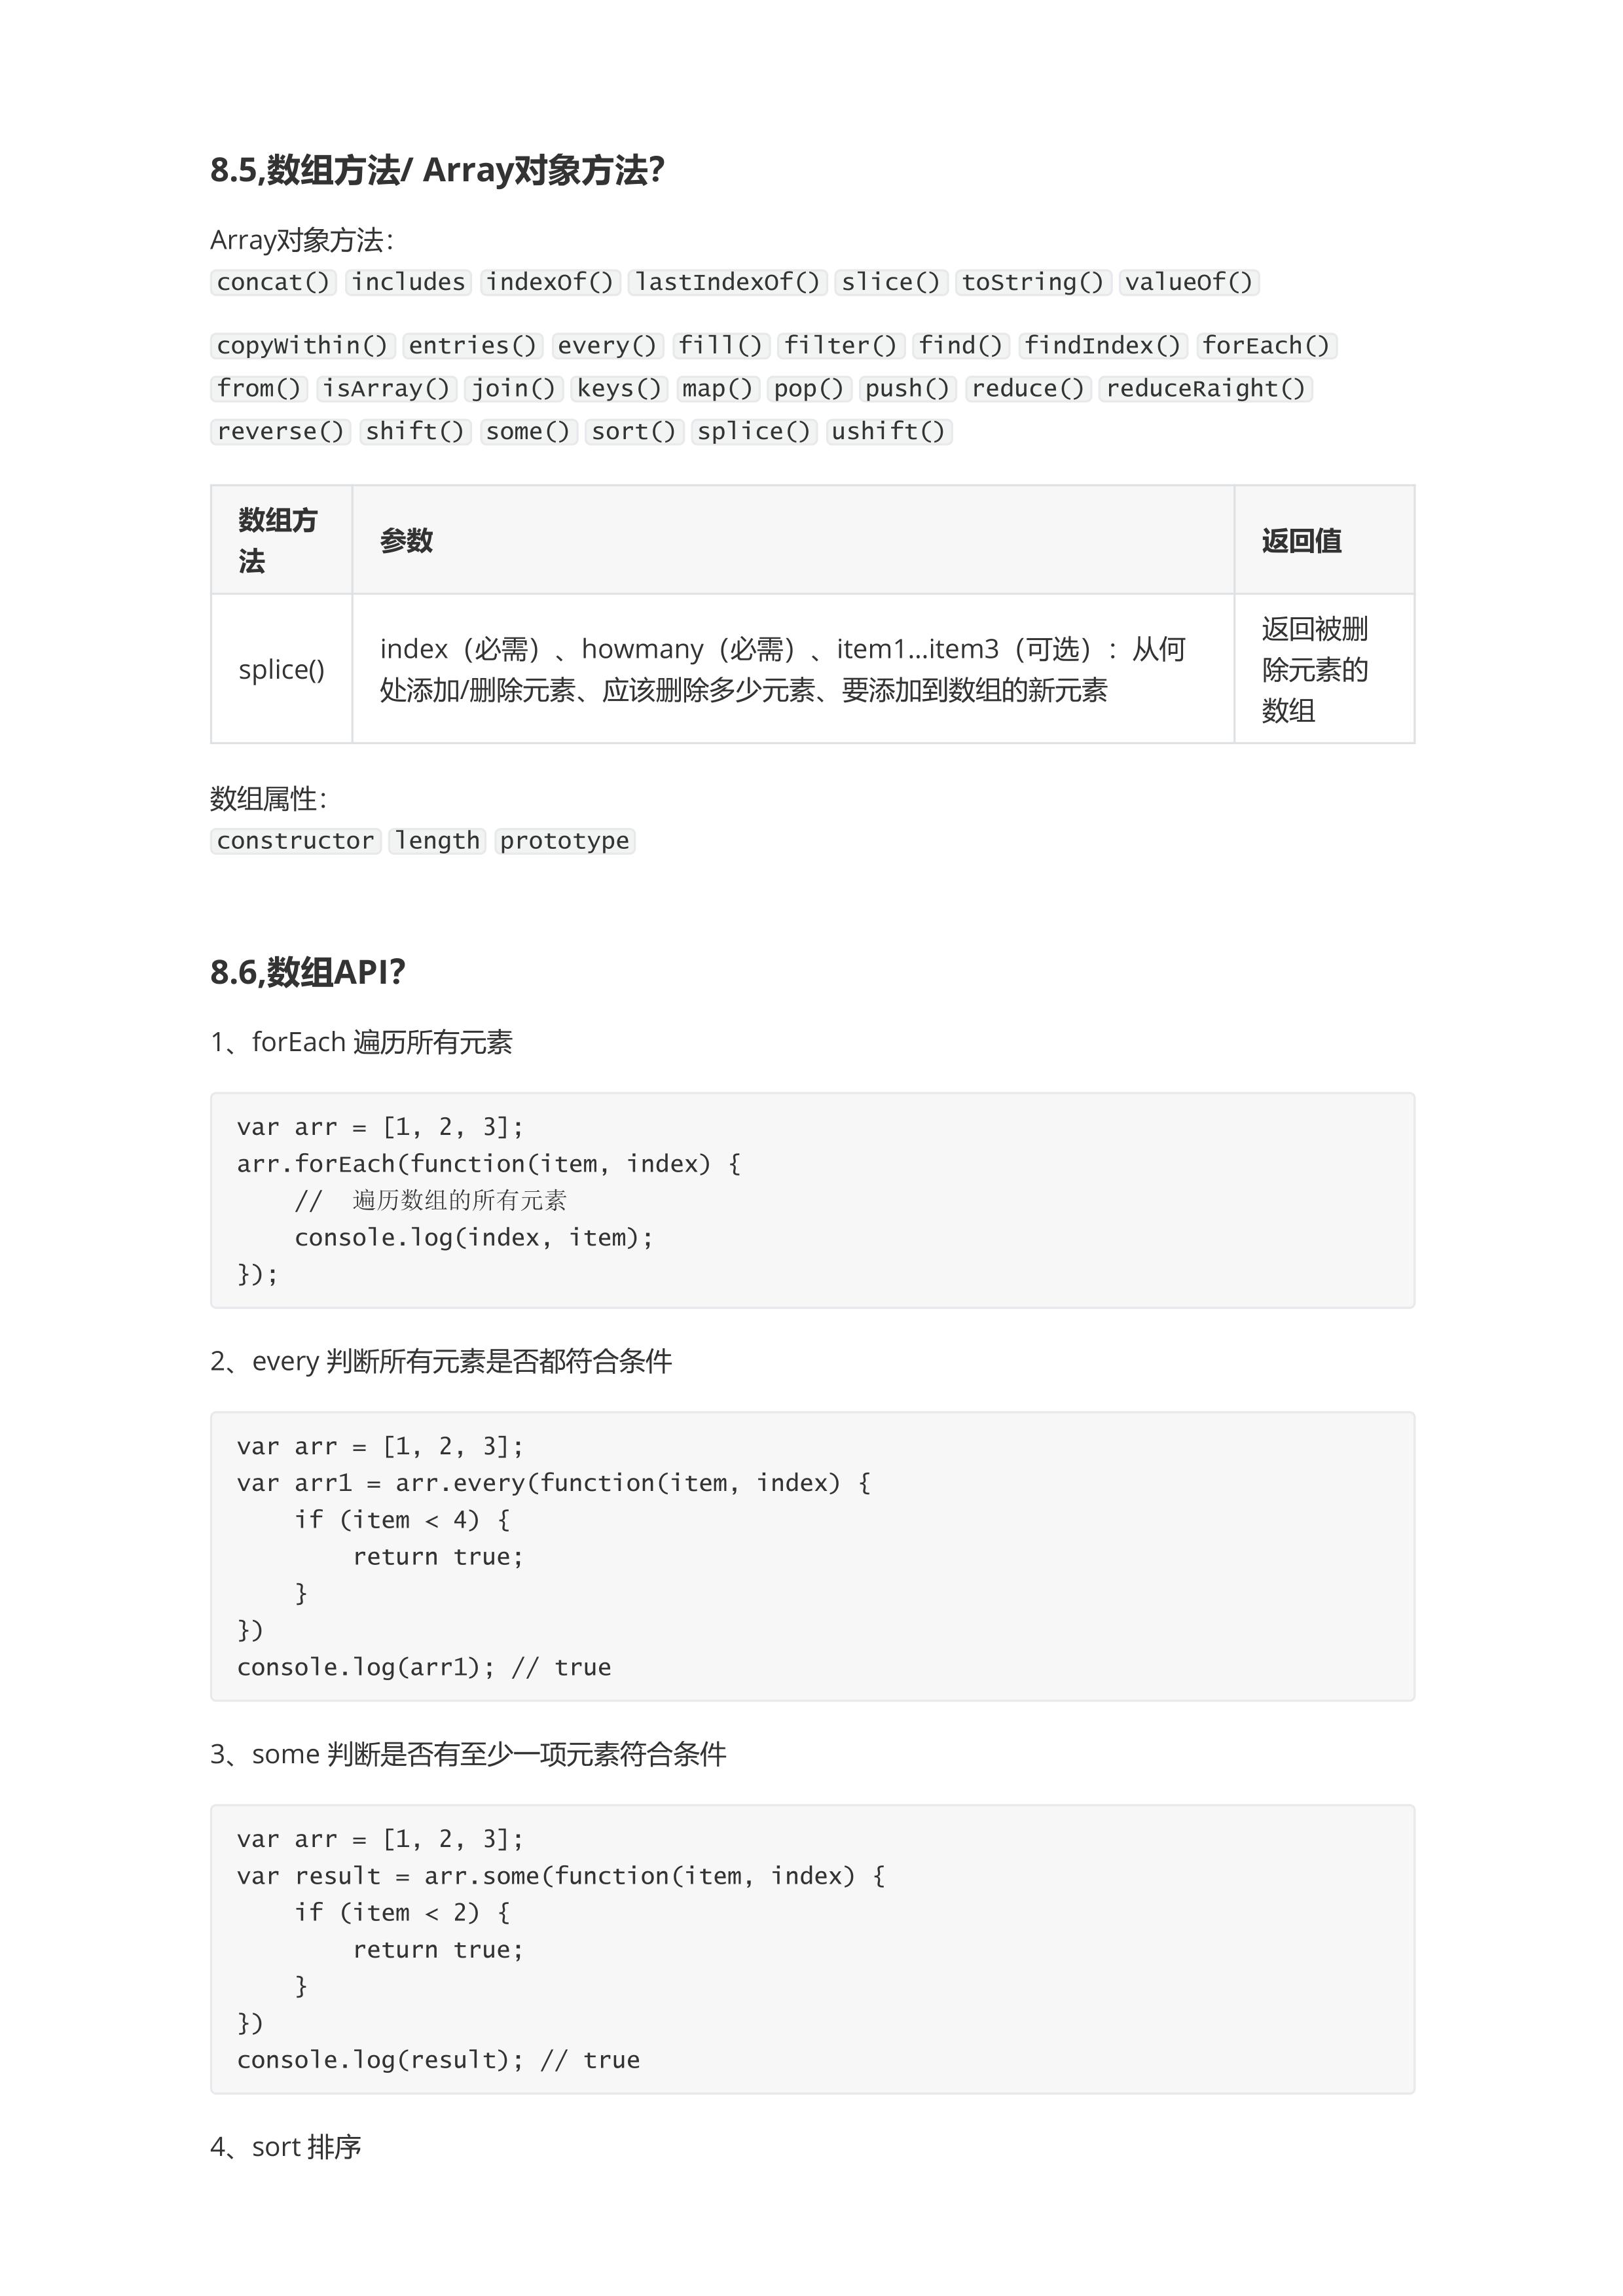 8.5,数组方法/ Array对象方法?
Array对象方法：
concat() includes indexOf() lastIndexOf() slice() toString() valueOf()
copyWithin() entries() every() fill() filter() find() findIndex() forEach()
from() isArray() join() keys() map() pop() push() reduce() reduceRaight()
reverse() shift() some() sort() splice() ushift()
数组方
法
参数
返回值
splice()
index（必需）、howmany（必需）、item1...item3（可选）：从何
处添加/删除元素、应该删除多少元素、要添加到数组的新元素
返回被删
除元素的
数组
数组属性：
constructor length prototype
8.6,数组API?
1、forEach 遍历所有元素
var arr = [1, 2, 3];
arr.forEach(function(item, index) {
    //  遍历数组的所有元素
    console.log(index, item);
});
2、every 判断所有元素是否都符合条件
var arr = [1, 2, 3];
var arr1 = arr.every(function(item, index) {
    if (item < 4) {
        return true;
    }
})
console.log(arr1); // true
3、some 判断是否有至少一项元素符合条件
var arr = [1, 2, 3];
var result = arr.some(function(item, index) {
    if (item < 2) {
        return true;
    }
})
console.log(result); // true
4、sort 排序